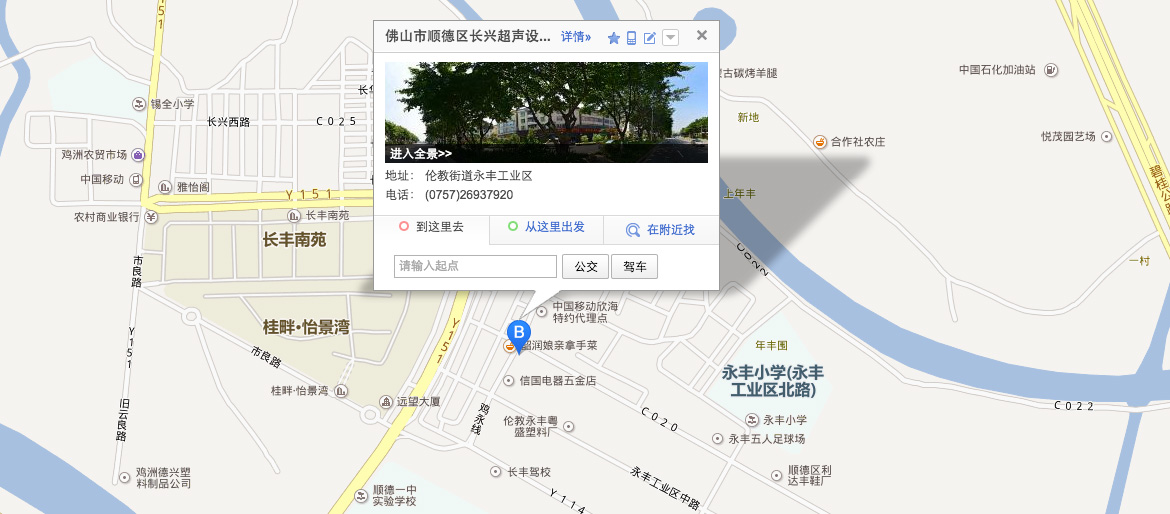 151
佛山市顺德区长兴超声设...
详情»
古碳烤羊腿
中国石化加油站
长
锡全小学
长兴西路
C025
新地
合作社农庄
悦茂园艺场
碧桂公路
进入全景>>
地址： 伦教街道永丰工业区
电话： (0757)26937920
鸡洲农贸市场
中国移动
雅怡阁
Y151
上年丰
农村商业银行
长丰南苑
到这里去
从这里出发
在附近找
长丰南苑
请输入起点
公交
驾车
C022
一村
市良路
中国移动欣海
特约代理点
桂畔·怡景湾
Y151
Y151
B
润娘亲拿手菜
年丰围
市良路
永丰小学(永丰
工业区北路)
信国电器五金店
桂畔·怡景湾
远望大厦
旧云良路
鸡永线
C020
C022
伦教永丰粤
盛塑料厂
永丰小学
永丰五人足球场
鸡洲德兴塑
料制品公司
长丰驾校
永丰工业区中路
顺德区利
达丰鞋厂
顺德一中
实验学校
Y114